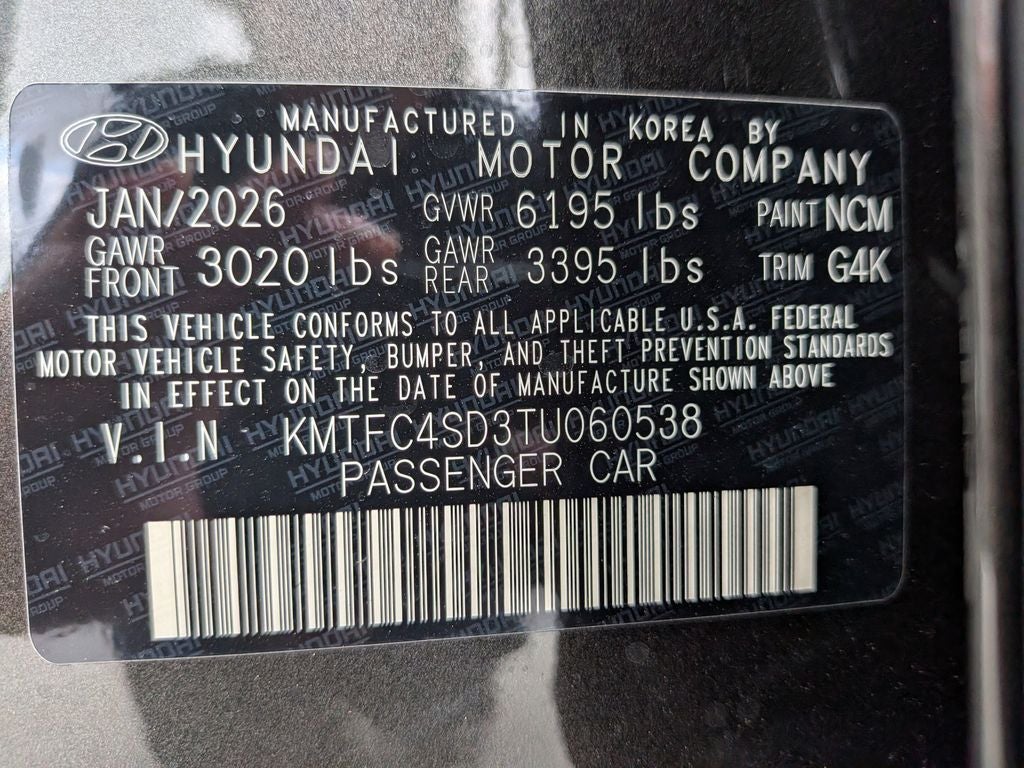 MANUFACTURED IN KOREA BY
HYUNDAI MOTOR COMPANY
JAN/2026 GVWR 6195 lbs PAINT NCM
GAWR FRONT 3020 lbs GAWR REAR 3395 lbs TRIM G4K
THIS VEHICLE CONFORMS TO ALL APPLICABLE U.S.A. FEDERAL
MOTOR VEHICLE SAFETY, BUMPER, AND THEFT PREVENTION STANDARDS
IN EFFECT ON THE DATE OF MANUFACTURE SHOWN ABOVE
V.I.N KMTFC4SD3TU060538
PASSENGER CAR